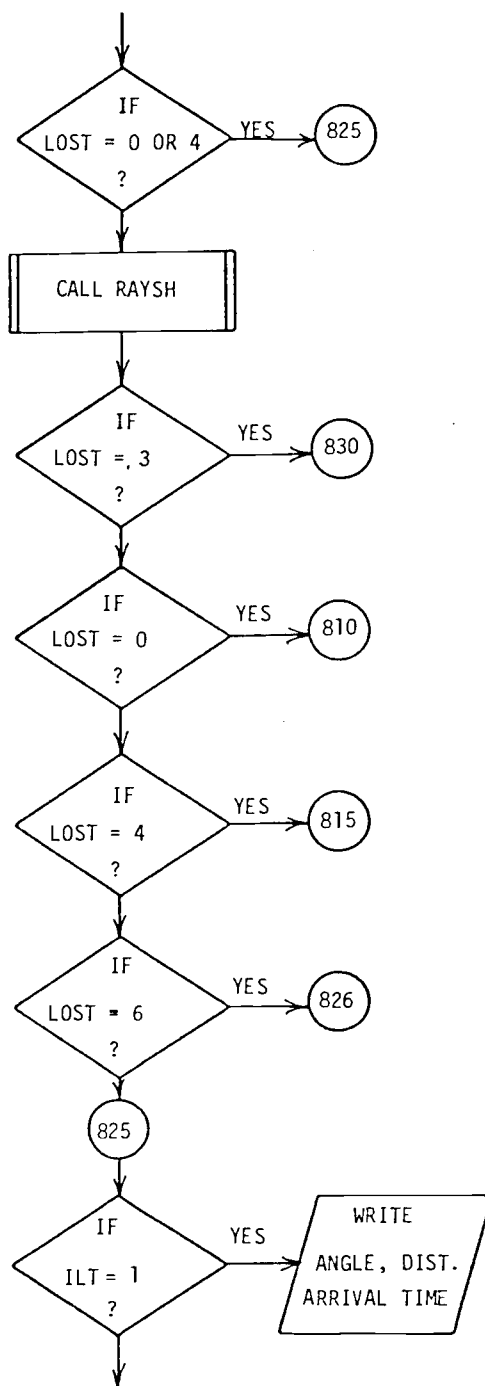 IF
LOST = 0 OR 4
?
YES
825
CALL RAYSH
IF
LOST =, 3
?
YES
830
IF
LOST = 0
?
YES
810
IF
LOST = 4
?
YES
815
IF
LOST = 6
?
YES
826
825
IF
ILT = 1
?
YES
WRITE
ANGLE, DIST.
ARRIVAL TIME